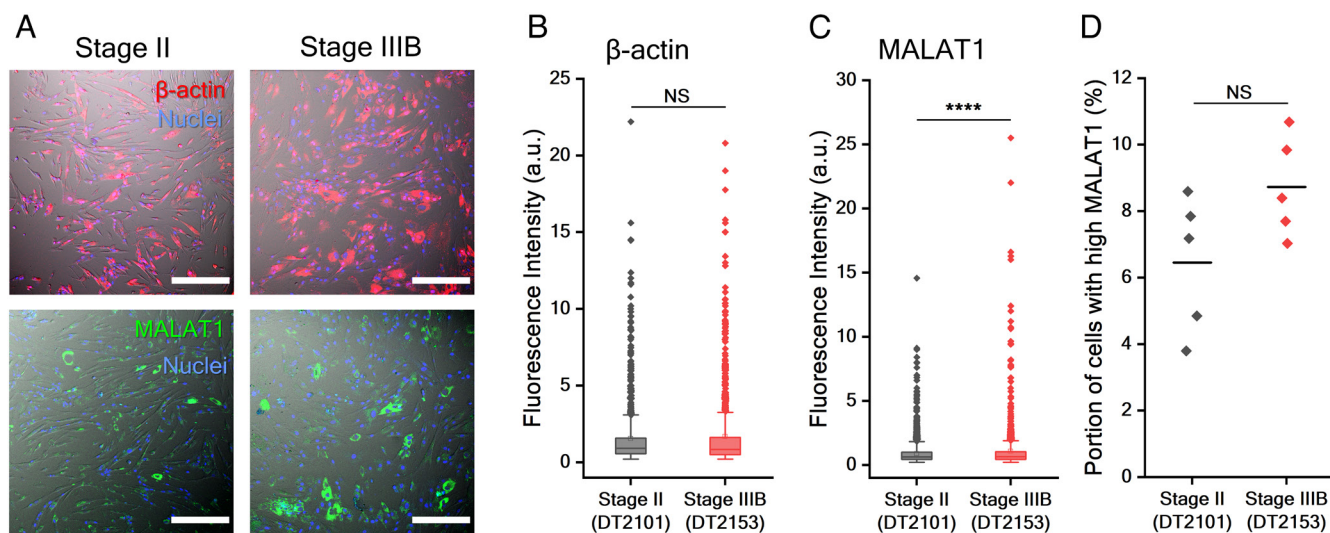 A
Stage II
Stage IIIB
β-actin
Nuclei
MALAT1
Nuclei
B
β-actin
Fluorescence Intensity (a.u.)
25
20
15
10
5
0
NS
Stage II
(DT2101)
Stage IIIB
(DT2153)
C
MALAT1
Fluorescence Intensity (a.u.)
30
25
20
15
10
5
0
****
Stage II
(DT2101)
Stage IIIB
(DT2153)
D
Portion of cells with high MALAT1 (%)
12
10
8
6
4
2
0
NS
Stage II
(DT2101)
Stage IIIB
(DT2153)